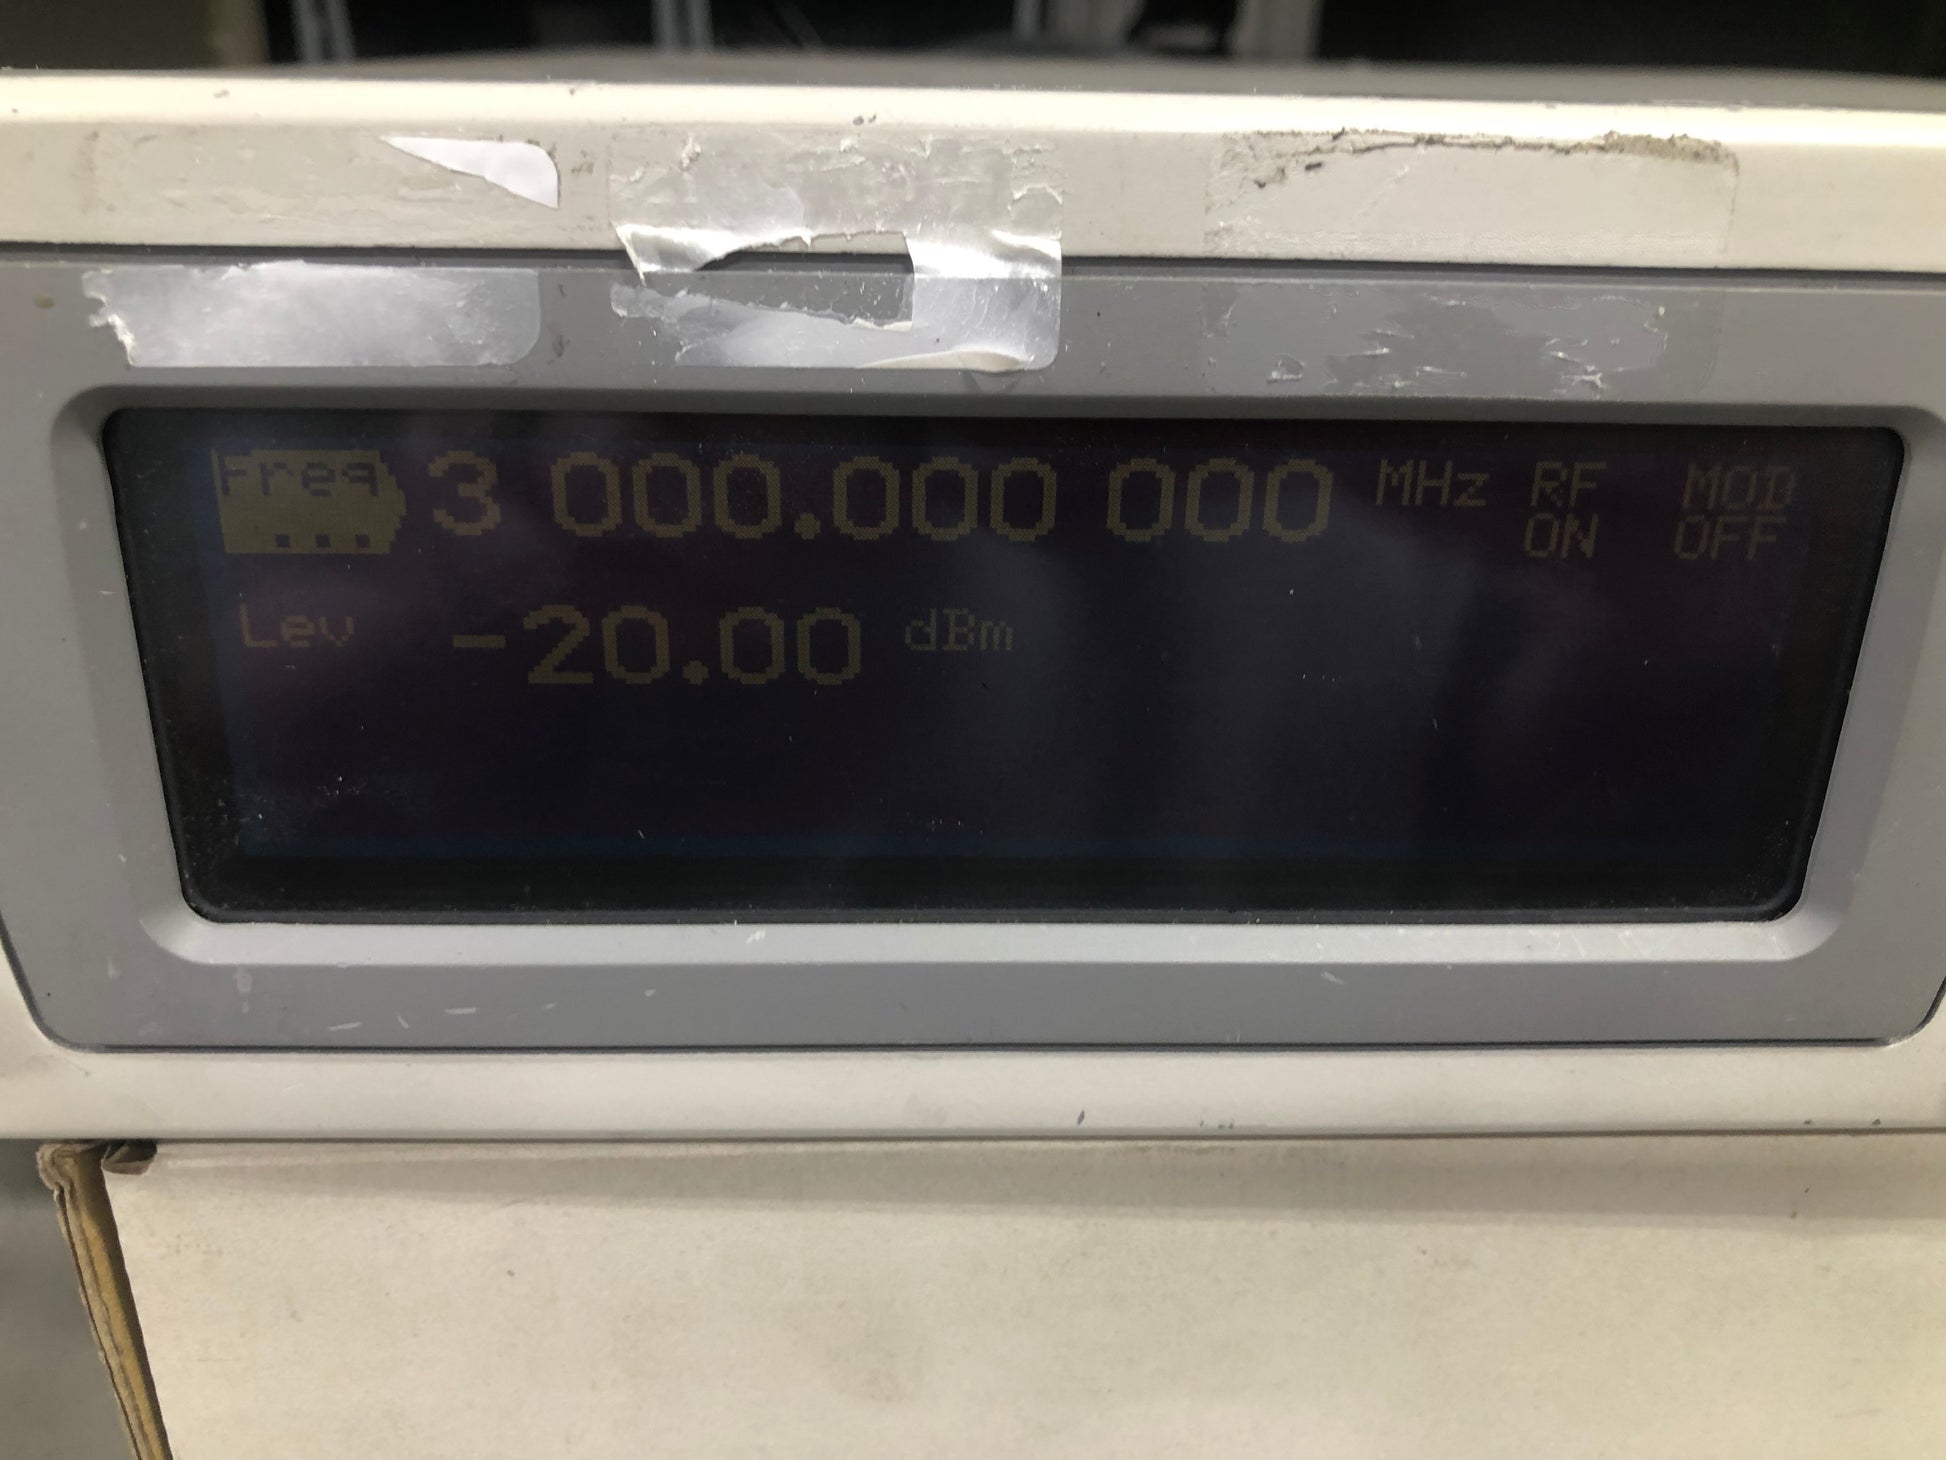 Freq... 3 000.000 000 MHz RF ON MOD OFF
Lev -20.00 dBm